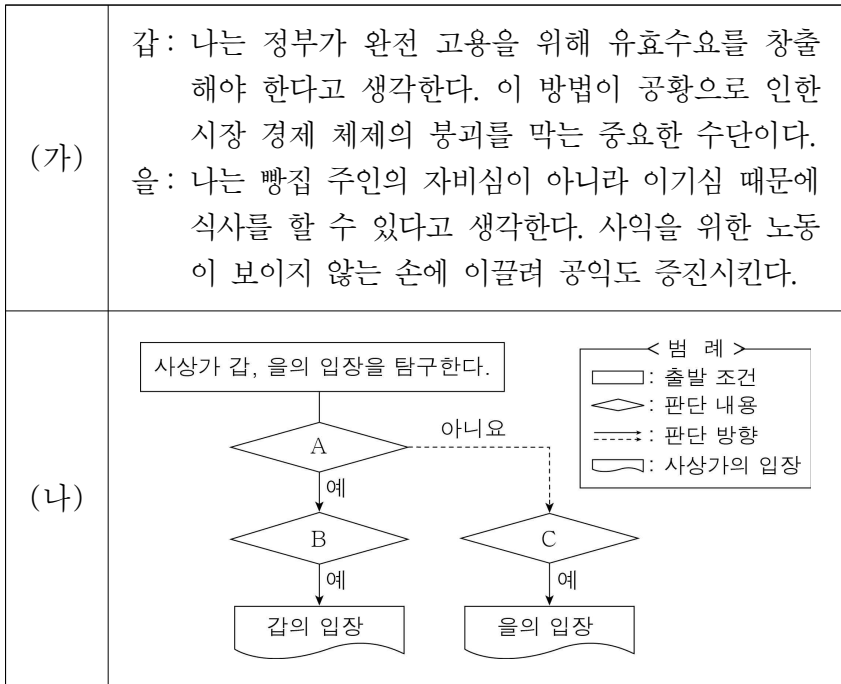 (가)
갑: 나는 정부가 완전 고용을 위해 유효수요를 창출
해야 한다고 생각한다. 이 방법이 공황으로 인한
시장 경제 체제의 붕괴를 막는 중요한 수단이다.
을: 나는 빵집 주인의 자비심이 아니라 이기심 때문에
식사를 할 수 있다고 생각한다. 사익을 위한 노동
이 보이지 않는 손에 이끌려 공익도 증진시킨다.
(나)
사상가 갑, 을의 입장을 탐구한다.
<범 례>
: 출발 조건
: 판단 내용
: 판단 방향
: 사상가의 입장
A
아니요
예
B
C
예
예
갑의 입장
을의 입장